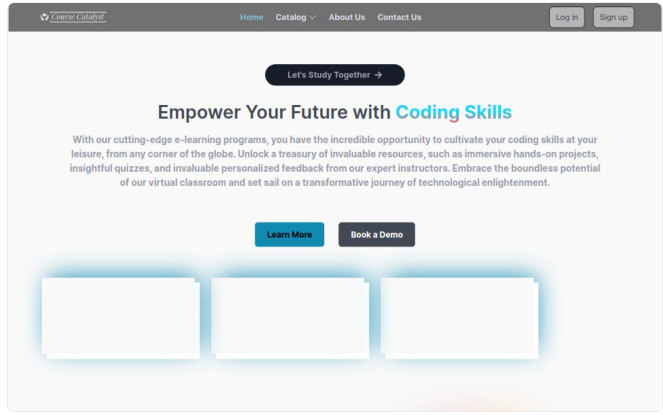 Course Catalyst
Home Catalog About Us Contact Us
Log in Sign up
Let's Study Together →
Empower Your Future with Coding Skills
With our cutting-edge e-learning programs, you have the incredible opportunity to cultivate your coding skills at your
leisure, from any corner of the globe. Unlock a treasury of invaluable resources, such as immersive hands-on projects,
insightful quizzes, and invaluable personalized feedback from our expert instructors. Embrace the boundless potential
of our virtual classroom and set sail on a transformative journey of technological enlightenment.
Learn More Book a Demo